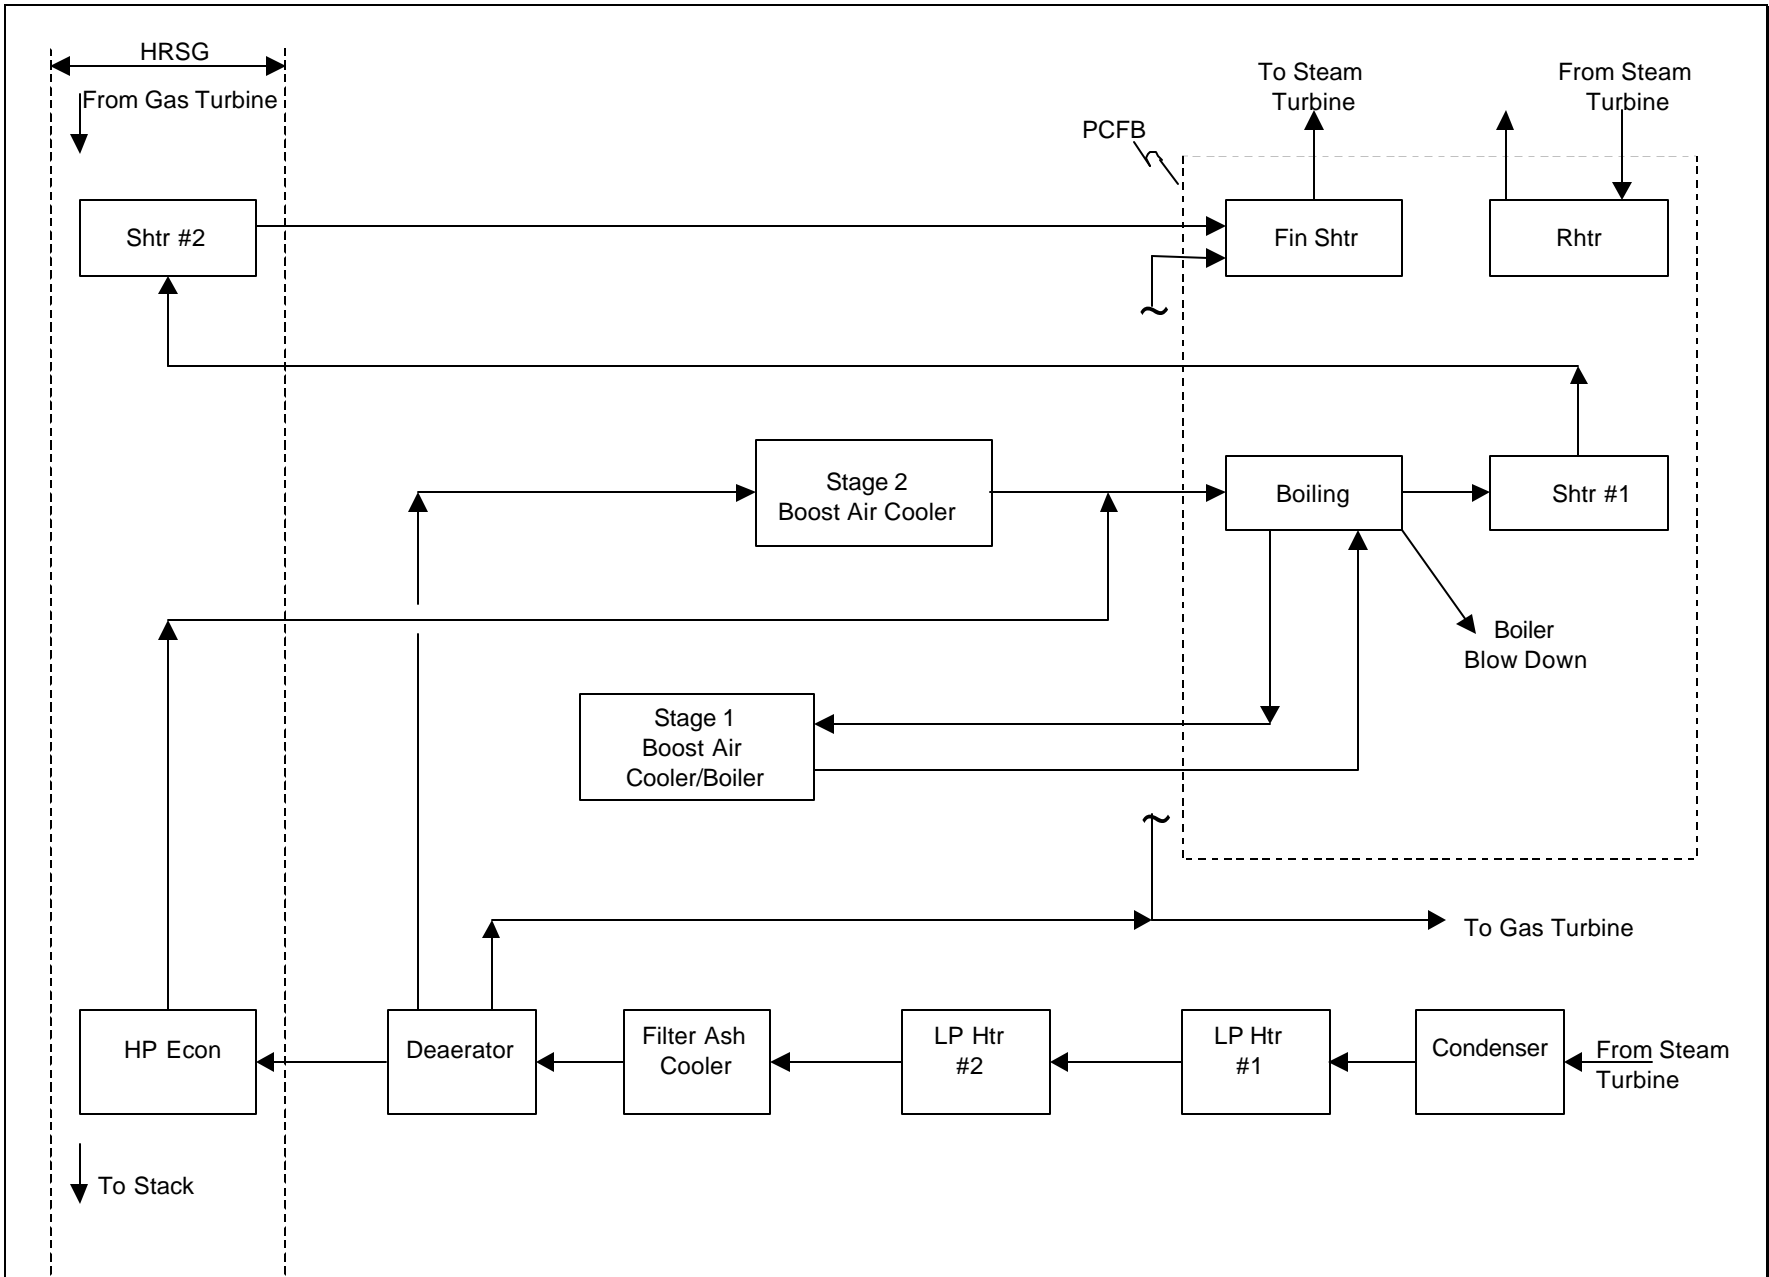 HRSG
From Gas Turbine
To Steam
Turbine
From Steam
Turbine
PCFB
Shtr #2
Fin Shtr
Rhtr
Stage 2
Boost Air Cooler
Boiling
Shtr #1
Boiler
Blow Down
Stage 1
Boost Air
Cooler/Boiler
~
~
To Gas Turbine
HP Econ
Deaerator
Filter Ash
Cooler
LP Htr
#2
LP Htr
#1
Condenser
From Steam
Turbine
To Stack